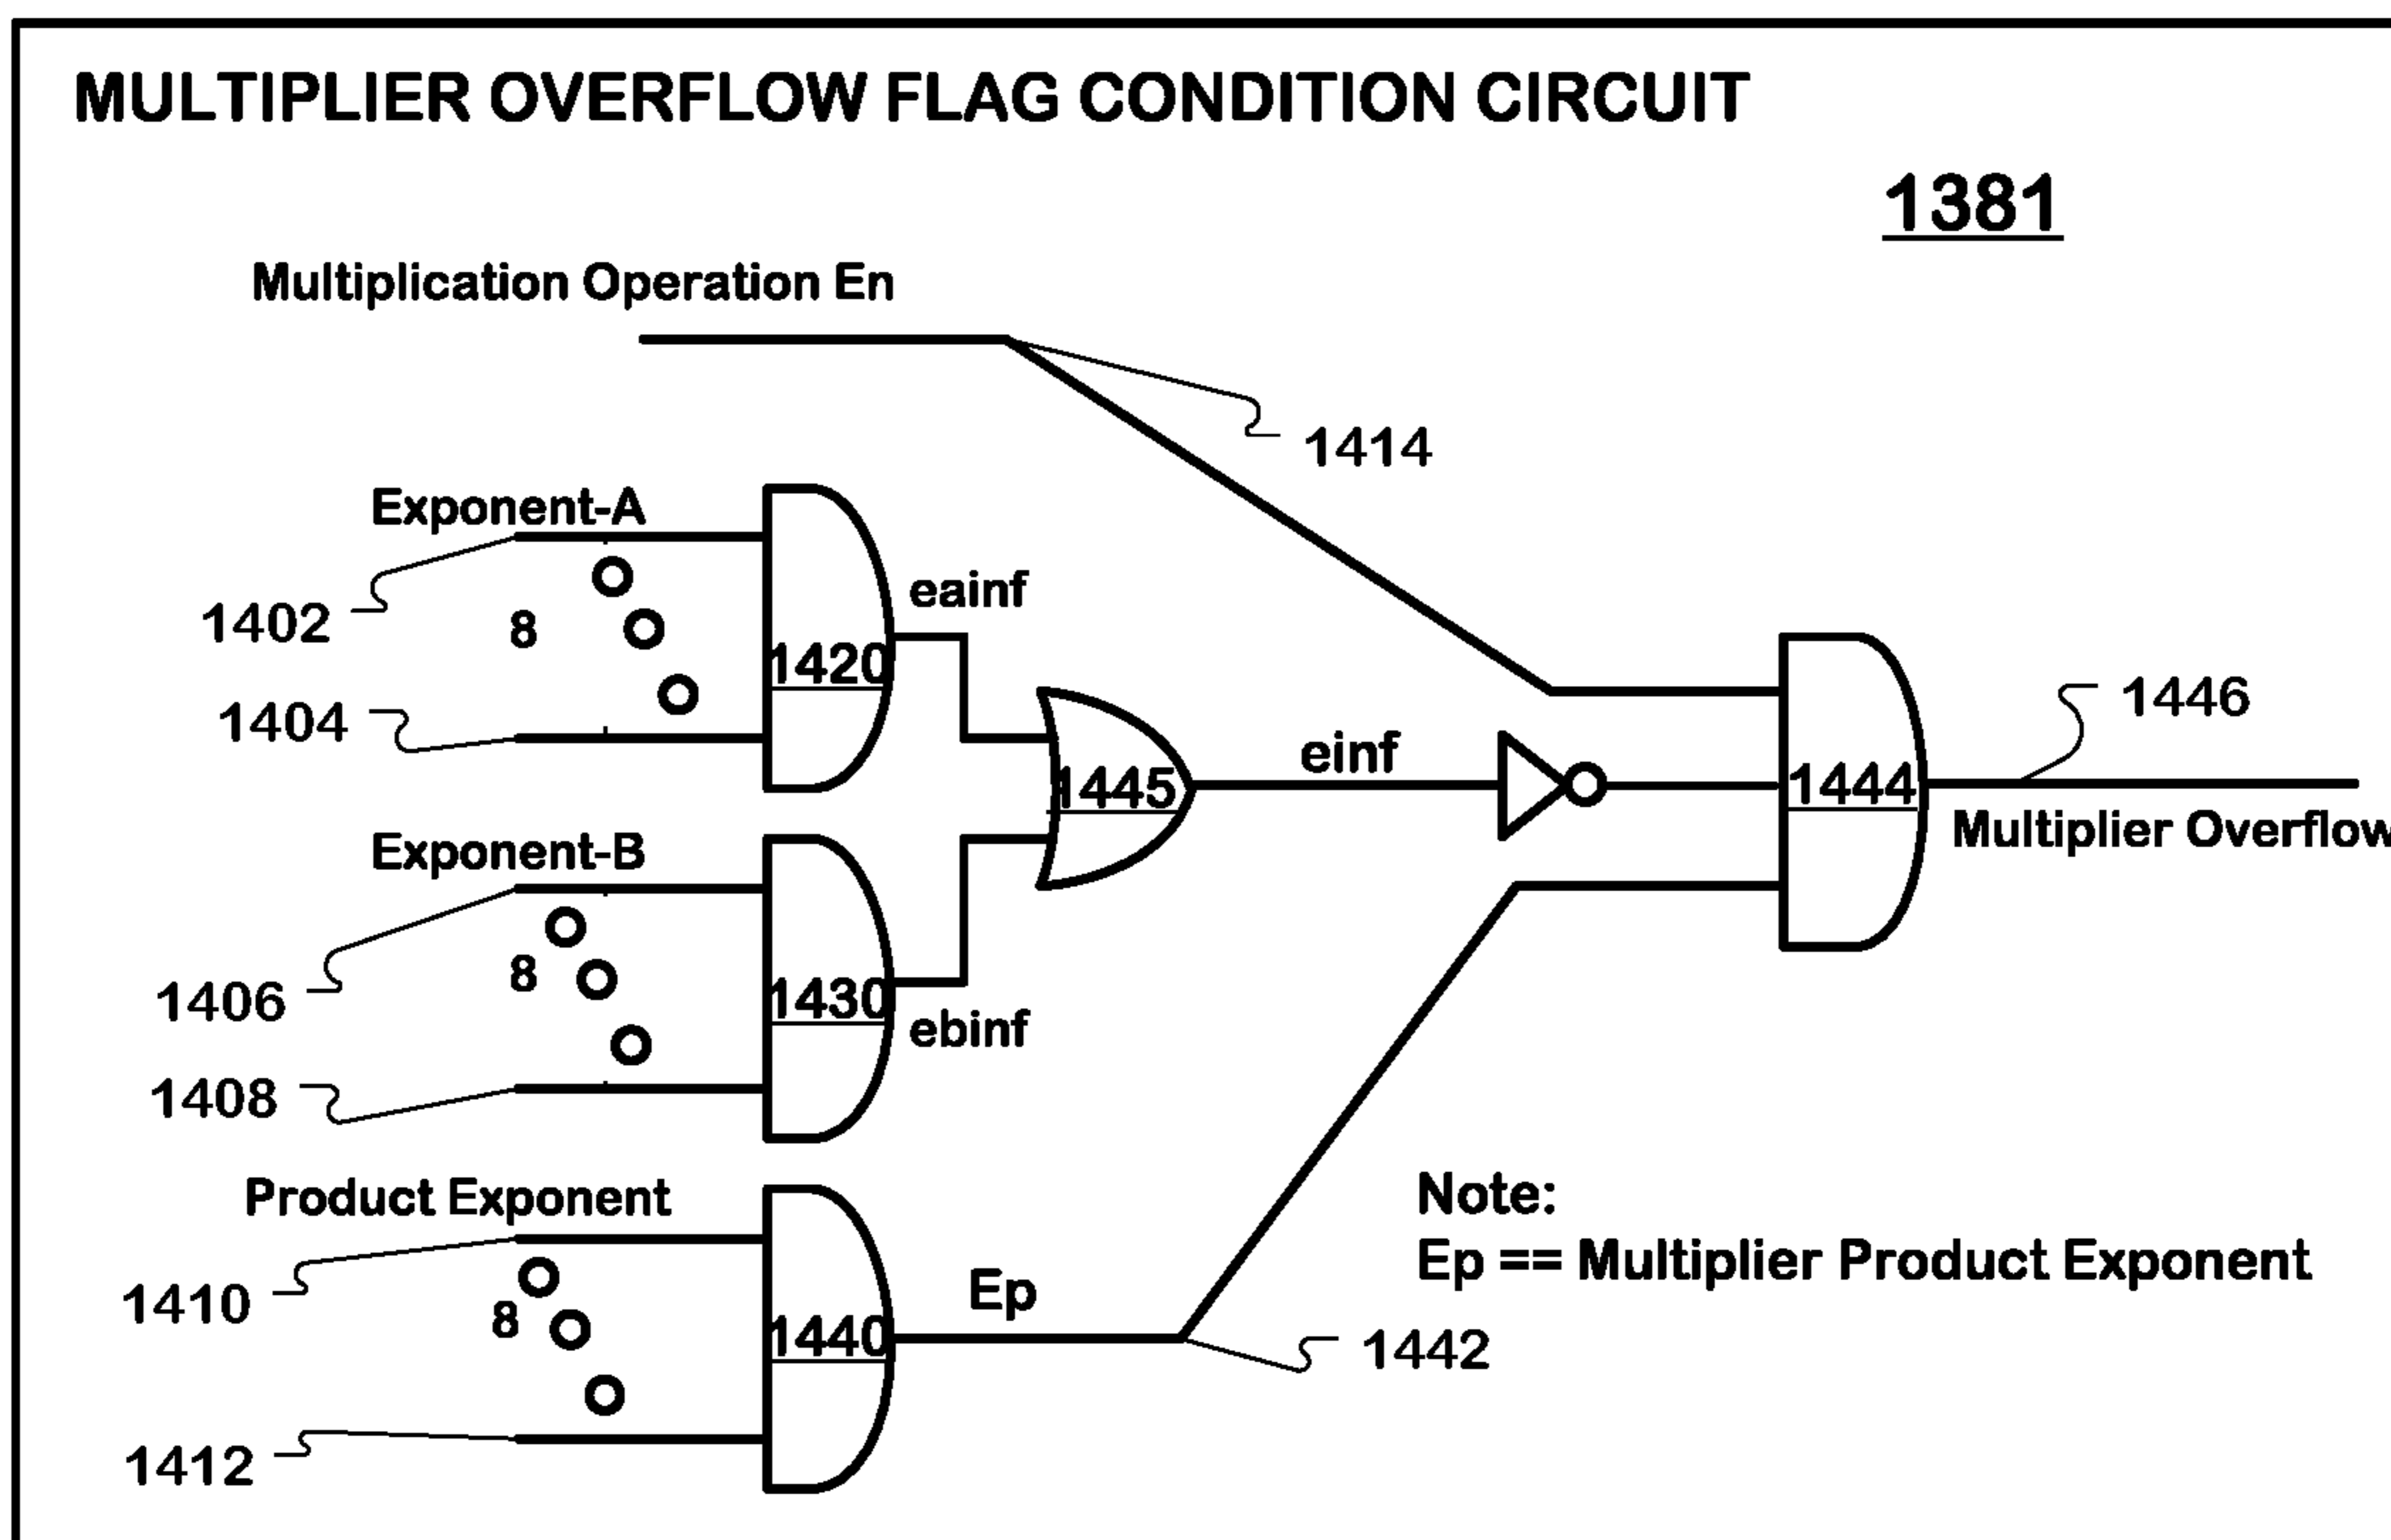 MULTIPLIER OVERFLOW FLAG CONDITION CIRCUIT
1381
Multiplication Operation En
1414
Exponent-A
1402
8
1404
1420
eainf
1445
einf
1444
1446
Multiplier Overflow
Exponent-B
1406
8
1408
1430
ebinf
Product Exponent
1410
8
1412
1440
Ep
1442
Note:
Ep == Multiplier Product Exponent